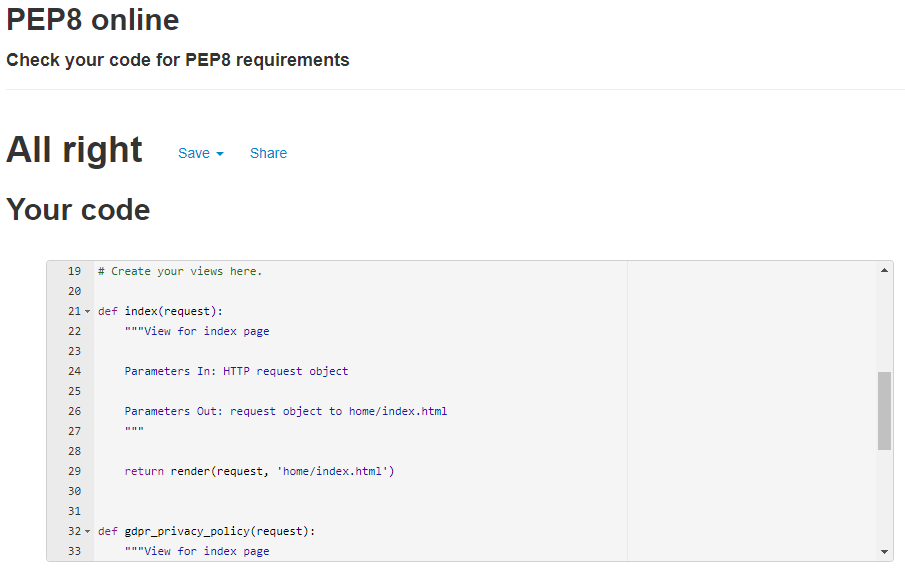 PEP8 online
Check your code for PEP8 requirements
All right Save Share
Your code
19 # Create your views here.
20
21 def index(request):
22 """View for index page
23
24 Parameters In: HTTP request object
25
26 Parameters Out: request object to home/index.html
27 """
28
29 return render(request, 'home/index.html')
30
31
32 def gdpr_privacy_policy(request):
33 """View for index page